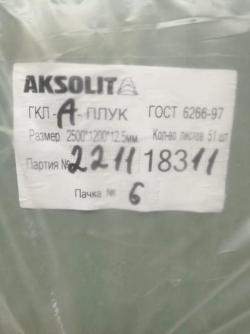 AKSOLIT
ГКЛ-А-ПЛУК ГОСТ 6266-97
Размер 2500*1200*12.5мм Кол-во листов 51 шт
Партия № 2211 18311
Пачка № 6